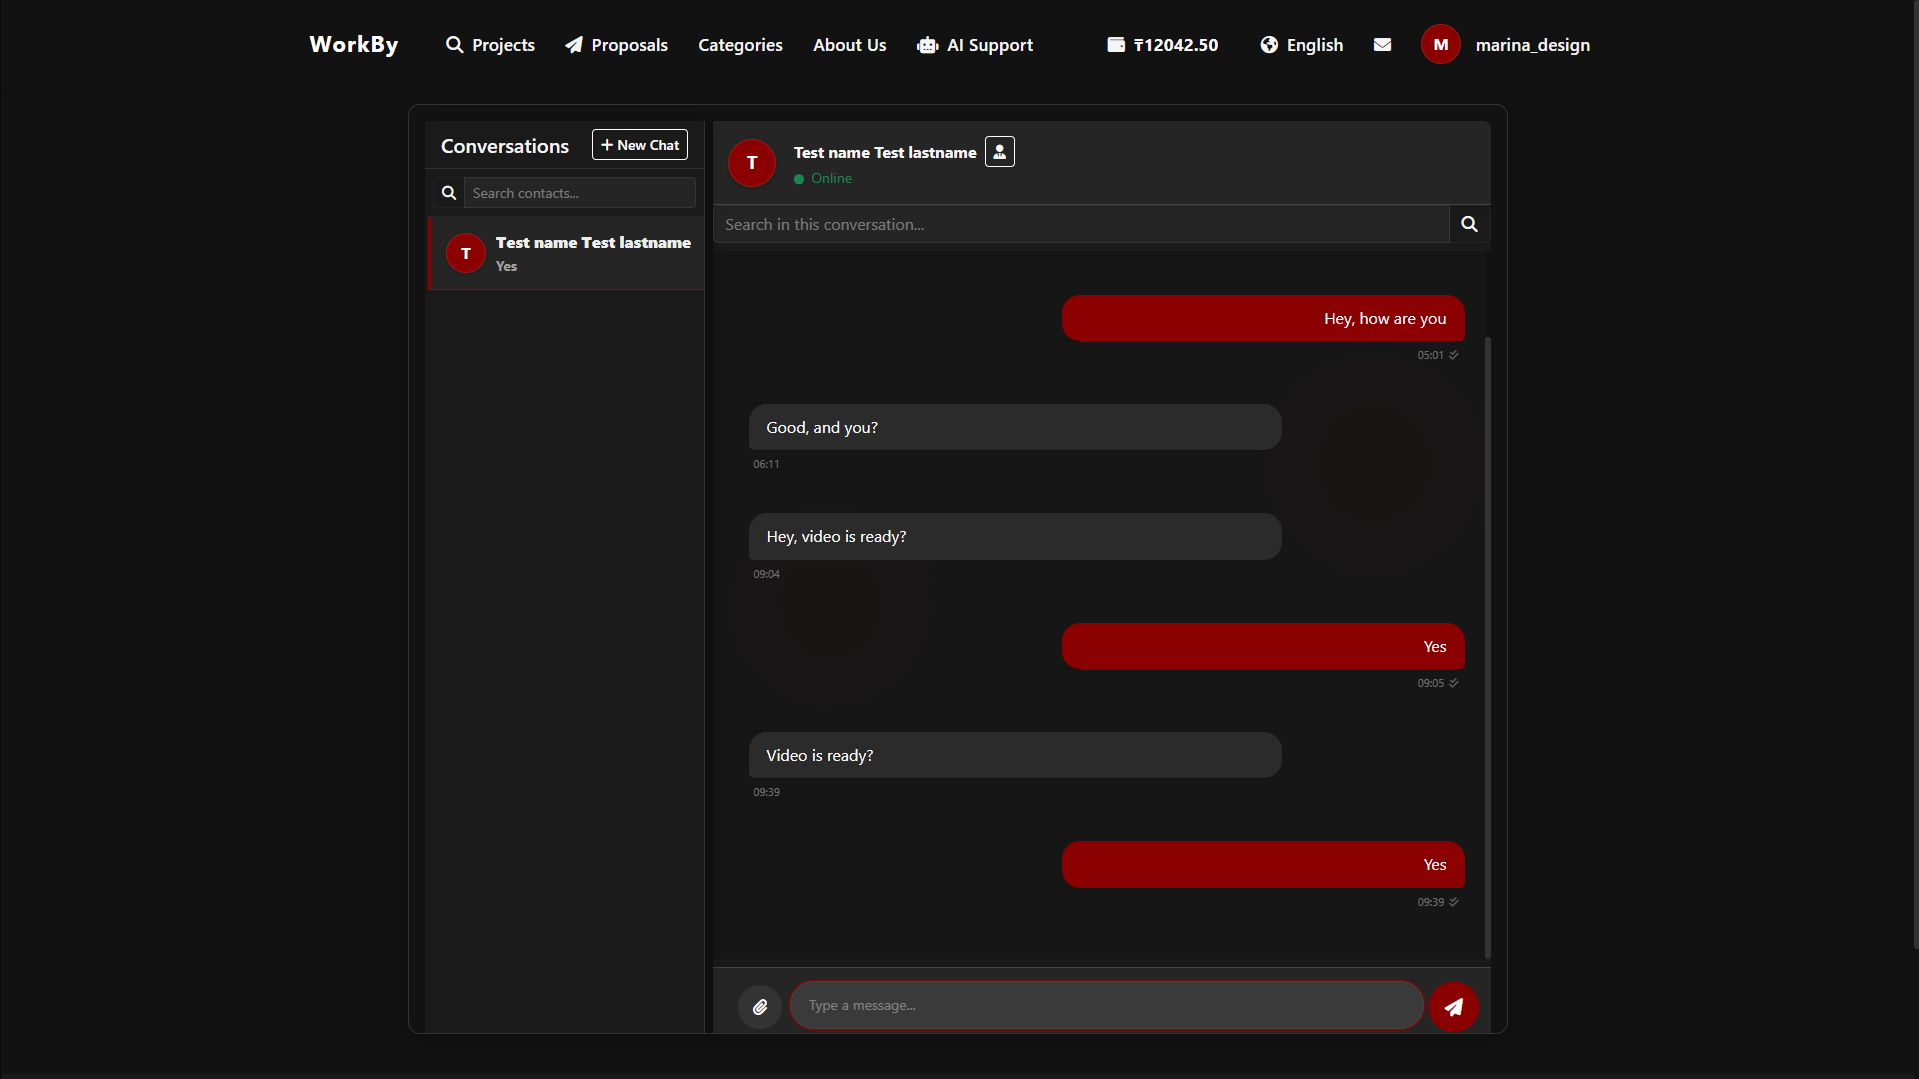 WorkBy
Projects
Proposals
Categories
About Us
AI Support
₸12042.50
English
M
marina_design
Conversations
New Chat
Search contacts...
T
Test name Test lastname
Yes
T
Test name Test lastname
Online
Search in this conversation...
Hey, how are you
05:01
Good, and you?
06:11
Hey, video is ready?
09:04
Yes
09:05
Video is ready?
09:39
Yes
09:39
Type a message...